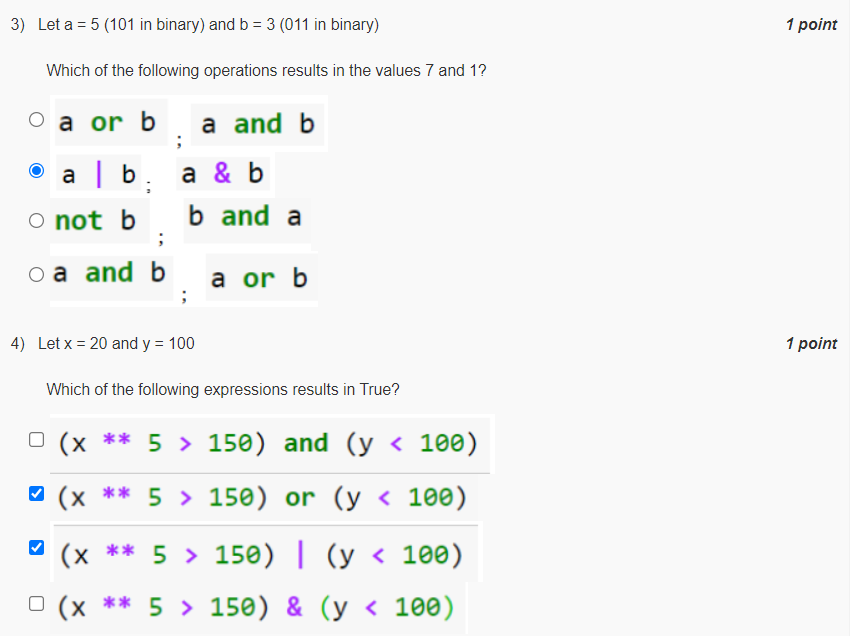 3) Let a = 5 (101 in binary) and b = 3 (011 in binary) 1 point
Which of the following operations results in the values 7 and 1?
a or b ; a and b
a | b ; a & b
not b ; b and a
a and b ; a or b
4) Let x = 20 and y = 100 1 point
Which of the following expressions results in True?
(x ** 5 > 150) and (y < 100)
(x ** 5 > 150) or (y < 100)
(x ** 5 > 150) | (y < 100)
(x ** 5 > 150) & (y < 100)